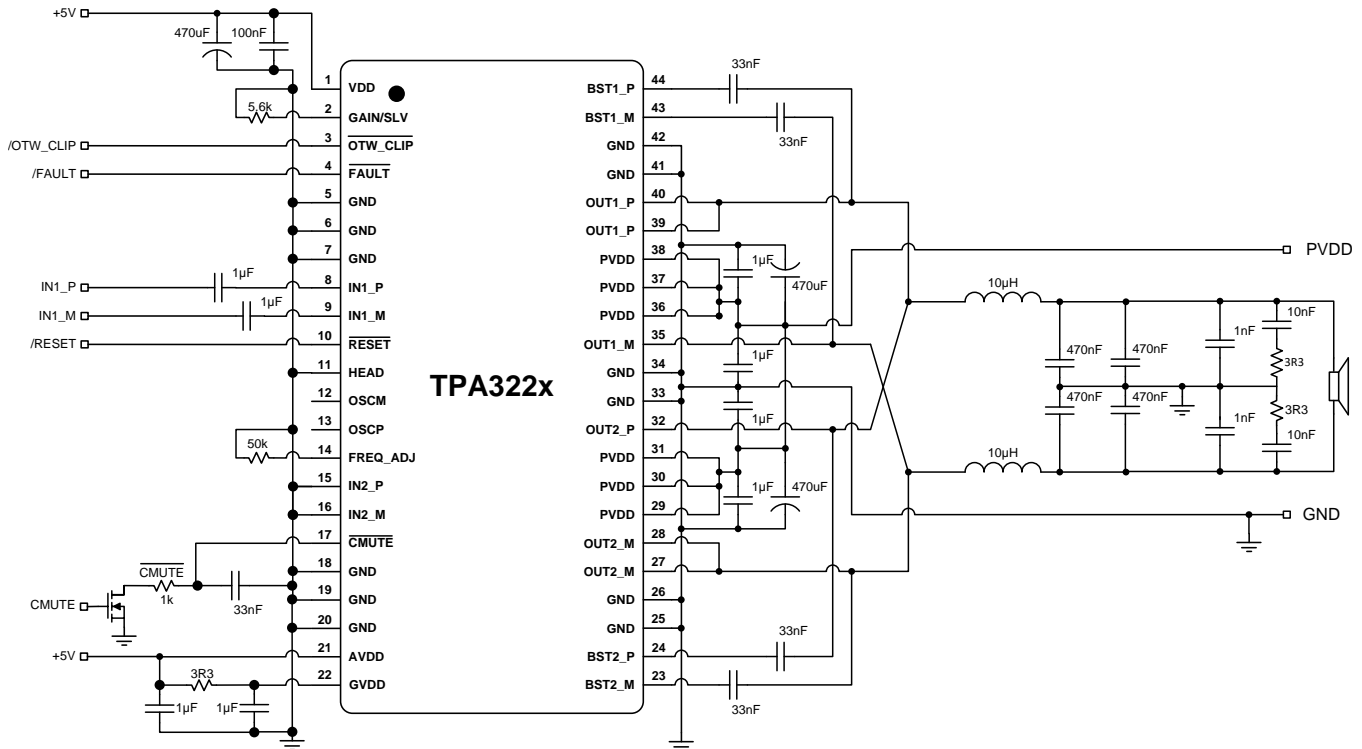 +5V
470uF
100nF
1 VDD
5.6k
2 GAIN/SLV
/OTW_CLIP
3 OTW_CLIP
/FAULT
4 FAULT
5 GND
6 GND
7 GND
IN1_P
1µF
8 IN1_P
IN1_M
1µF
9 IN1_M
/RESET
10 RESET
11 HEAD
12 OSCM
13 OSCP
50k
14 FREQ_ADJ
15 IN2_P
16 IN2_M
17 CMUTE
CMUTE
1k
33nF
CMUTE
18 GND
19 GND
20 GND
+5V
21 AVDD
3R3
22 GVDD
1µF
1µF
TPA322x
BST1_P 44
33nF
BST1_M 43
33nF
GND 42
GND 41
OUT1_P 40
OUT1_P 39
PVDD 38
1µF
470uF
PVDD 37
PVDD 36
OUT1_M 35
1µF
GND 34
GND 33
1µF
OUT2_P 32
PVDD 31
PVDD 30
1µF
470uF
PVDD 29
OUT2_M 28
OUT2_M 27
GND 26
GND 25
BST2_P 24
33nF
BST2_M 23
33nF
PVDD
10µH
470nF
470nF
1nF
10nF
3R3
470nF
470nF
1nF
3R3
10nF
10µH
GND